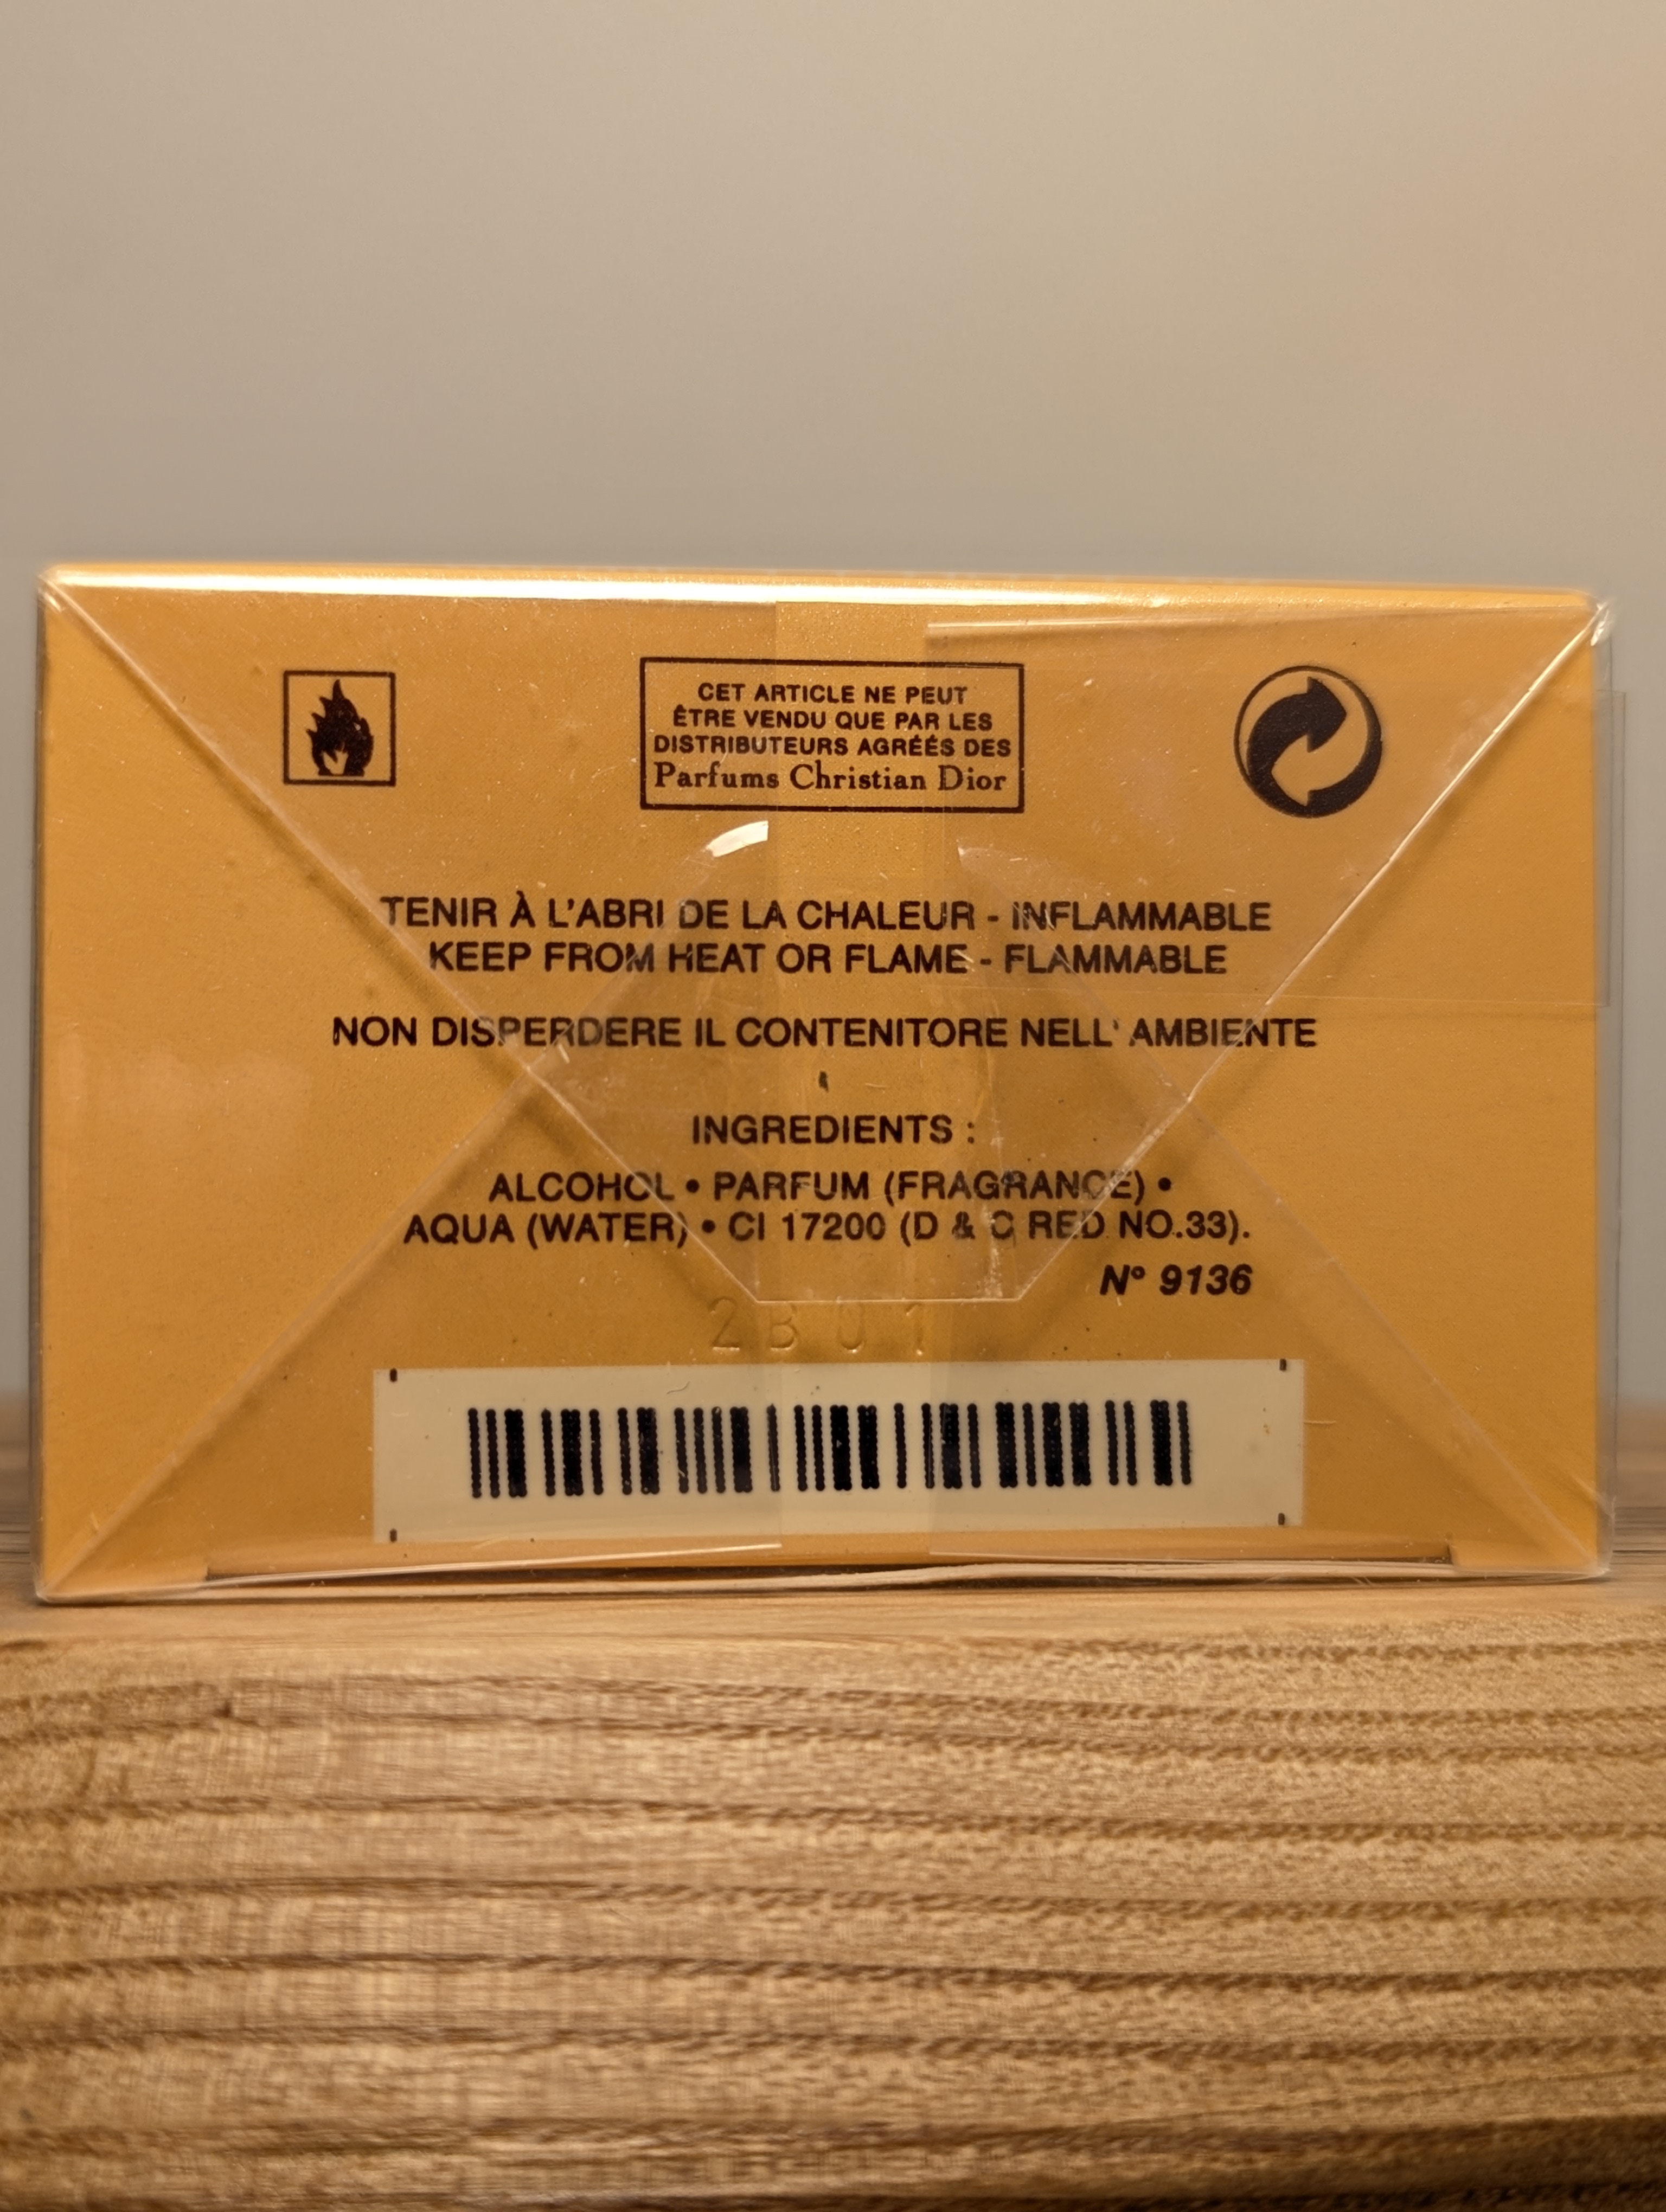 CET ARTICLE NE PEUT
ÊTRE VENDU QUE PAR LES
DISTRIBUTEURS AGRÉÉS DES
Parfums Christian Dior
TENIR À L'ABRI DE LA CHALEUR - INFLAMMABLE
KEEP FROM HEAT OR FLAME - FLAMMABLE
NON DISPERDERE IL CONTENITORE NELL' AMBIENTE
INGREDIENTS :
ALCOHOL • PARFUM (FRAGRANCE) •
AQUA (WATER) • CI 17200 (D & C RED NO.33).
N° 9136
2B01